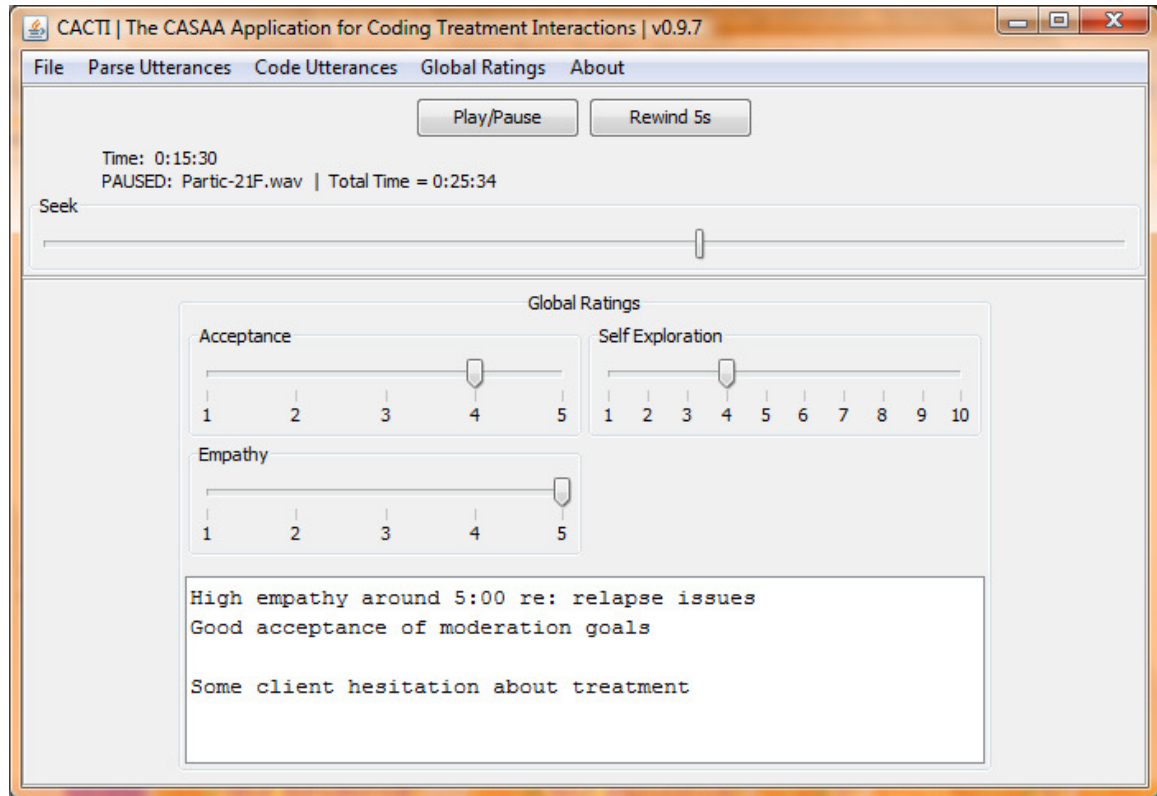 CACTI | The CASAA Application for Coding Treatment Interactions | v0.9.7
File Parse Utterances Code Utterances Global Ratings About
Play/Pause Rewind 5s
Time: 0:15:30
PAUSED: Partic-21F.wav | Total Time = 0:25:34
Seek
Global Ratings
Acceptance
1 2 3 4 5
Self Exploration
1 2 3 4 5 6 7 8 9 10
Empathy
1 2 3 4 5
High empathy around 5:00 re: relapse issues
Good acceptance of moderation goals
Some client hesitation about treatment